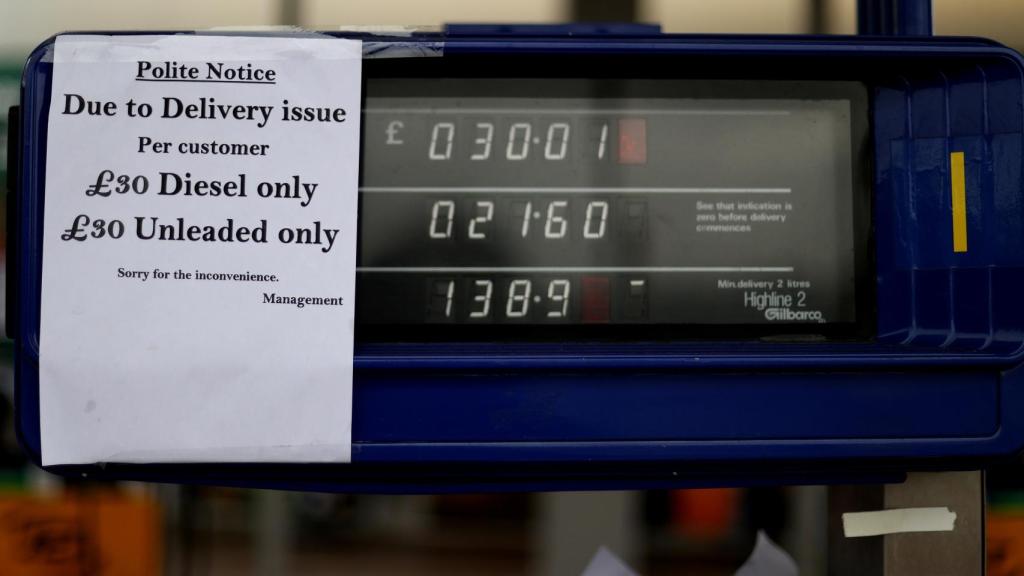 Polite Notice
Due to Delivery issue
Per customer
£30 Diesel only
£30 Unleaded only
Sorry for the inconvenience.
Management
£ 030.01
021.60
See that indication is
zero before delivery
commences
138.9
Min.delivery 2 litres
Highline 2
Gilbarco